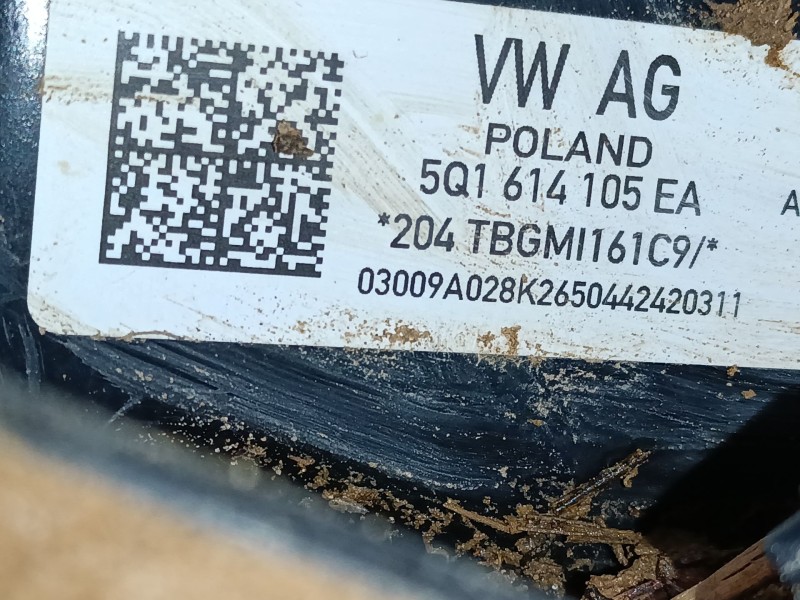 VW AG
POLAND
5Q1 614 105 EA
A
*204 TBGMI161C9/*
03009A028K2650442420311